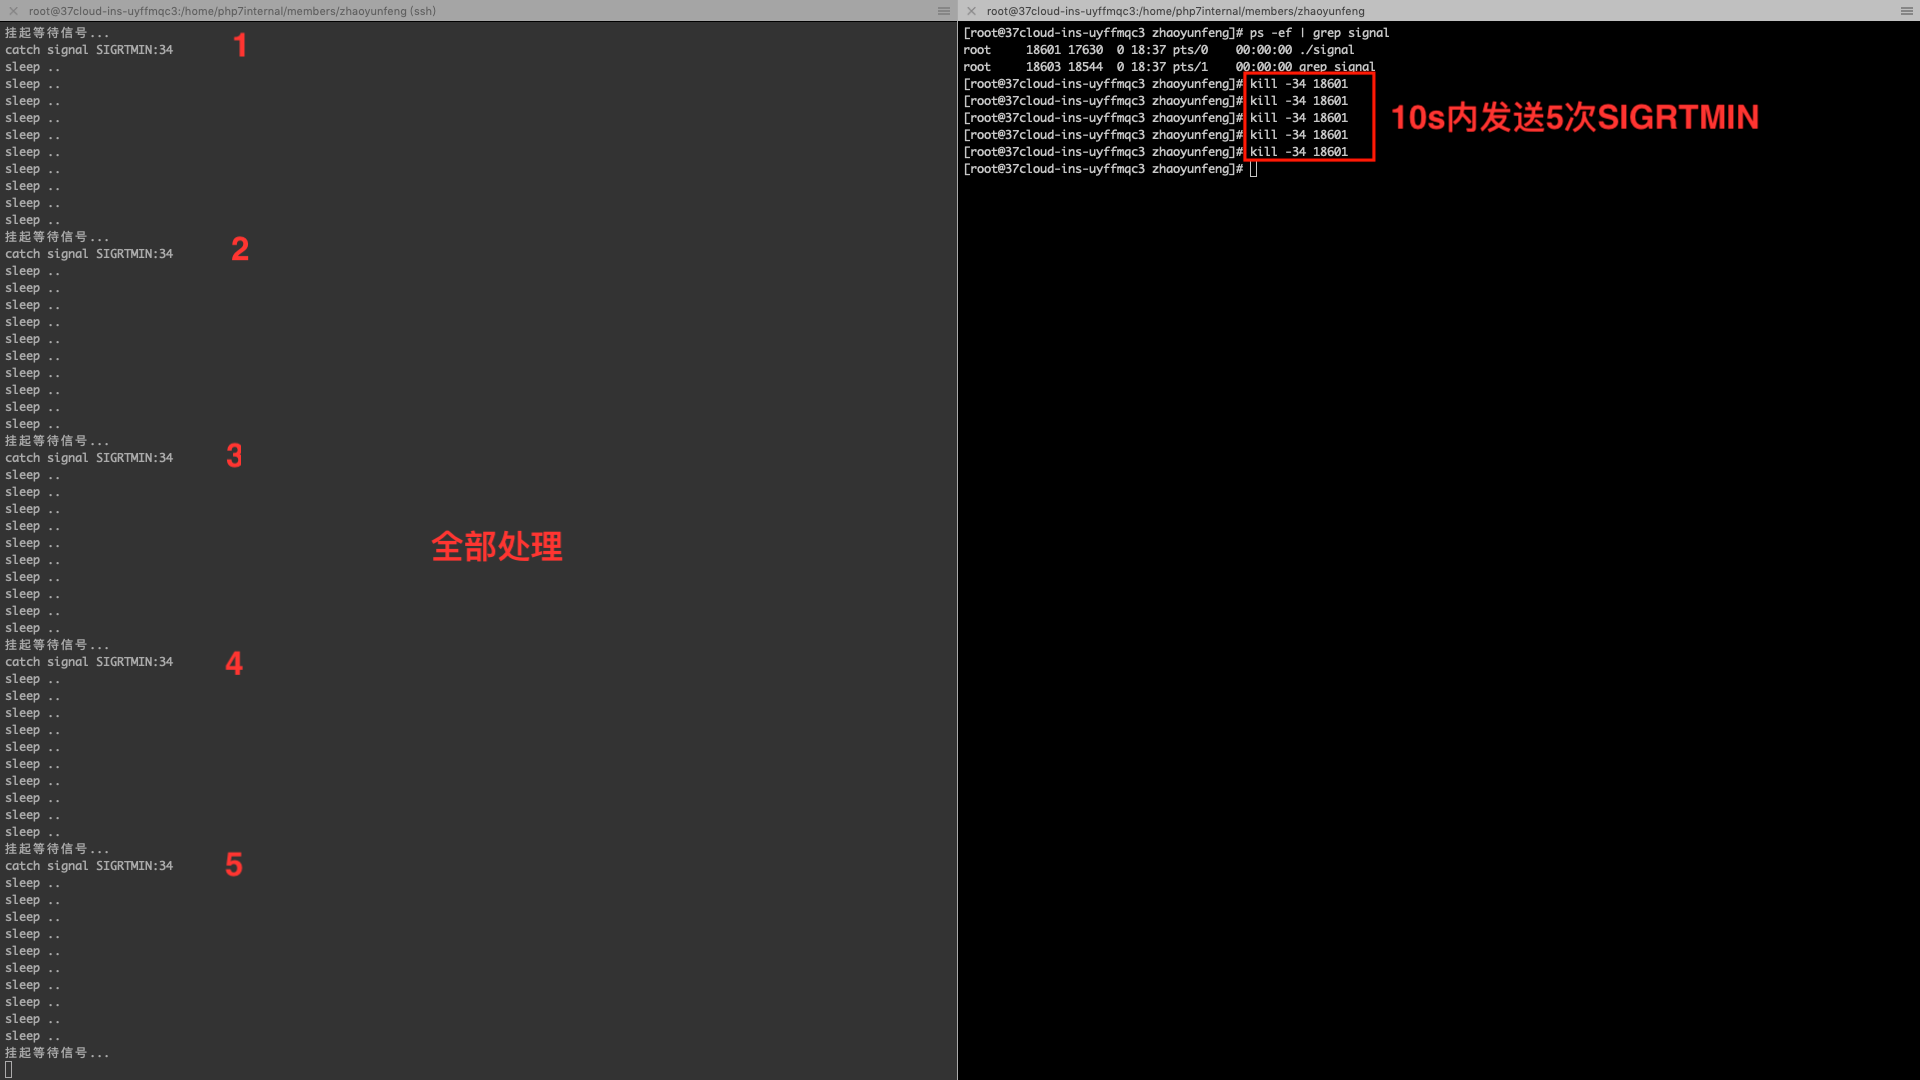 root@37cloud-ins-uyffmqc3:/home/php7internal/members/zhaoyunfeng (ssh)
挂起等待信号...
catch signal SIGRTMIN:34
1
sleep ..
sleep ..
sleep ..
sleep ..
sleep ..
sleep ..
sleep ..
sleep ..
sleep ..
sleep ..
挂起等待信号...
catch signal SIGRTMIN:34
2
sleep ..
sleep ..
sleep ..
sleep ..
sleep ..
sleep ..
sleep ..
sleep ..
sleep ..
sleep ..
挂起等待信号...
catch signal SIGRTMIN:34
3
sleep ..
sleep ..
sleep ..
sleep ..
sleep ..
全部处理
sleep ..
sleep ..
sleep ..
sleep ..
sleep ..
挂起等待信号...
catch signal SIGRTMIN:34
4
sleep ..
sleep ..
sleep ..
sleep ..
sleep ..
sleep ..
sleep ..
sleep ..
sleep ..
sleep ..
挂起等待信号...
catch signal SIGRTMIN:34
5
sleep ..
sleep ..
sleep ..
sleep ..
sleep ..
sleep ..
sleep ..
sleep ..
sleep ..
sleep ..
挂起等待信号...
root@37cloud-ins-uyffmqc3:/home/php7internal/members/zhaoyunfeng
[root@37cloud-ins-uyffmqc3 zhaoyunfeng]# ps -ef | grep signal
root 18601 17630 0 18:37 pts/0 00:00:00 ./signal
root 18603 18544 0 18:37 pts/1 00:00:00 grep signal
[root@37cloud-ins-uyffmqc3 zhaoyunfeng]# kill -34 18601
[root@37cloud-ins-uyffmqc3 zhaoyunfeng]# kill -34 18601
[root@37cloud-ins-uyffmqc3 zhaoyunfeng]# kill -34 18601
[root@37cloud-ins-uyffmqc3 zhaoyunfeng]# kill -34 18601
[root@37cloud-ins-uyffmqc3 zhaoyunfeng]# kill -34 18601
[root@37cloud-ins-uyffmqc3 zhaoyunfeng]#
10s内发送5次SIGRTMIN